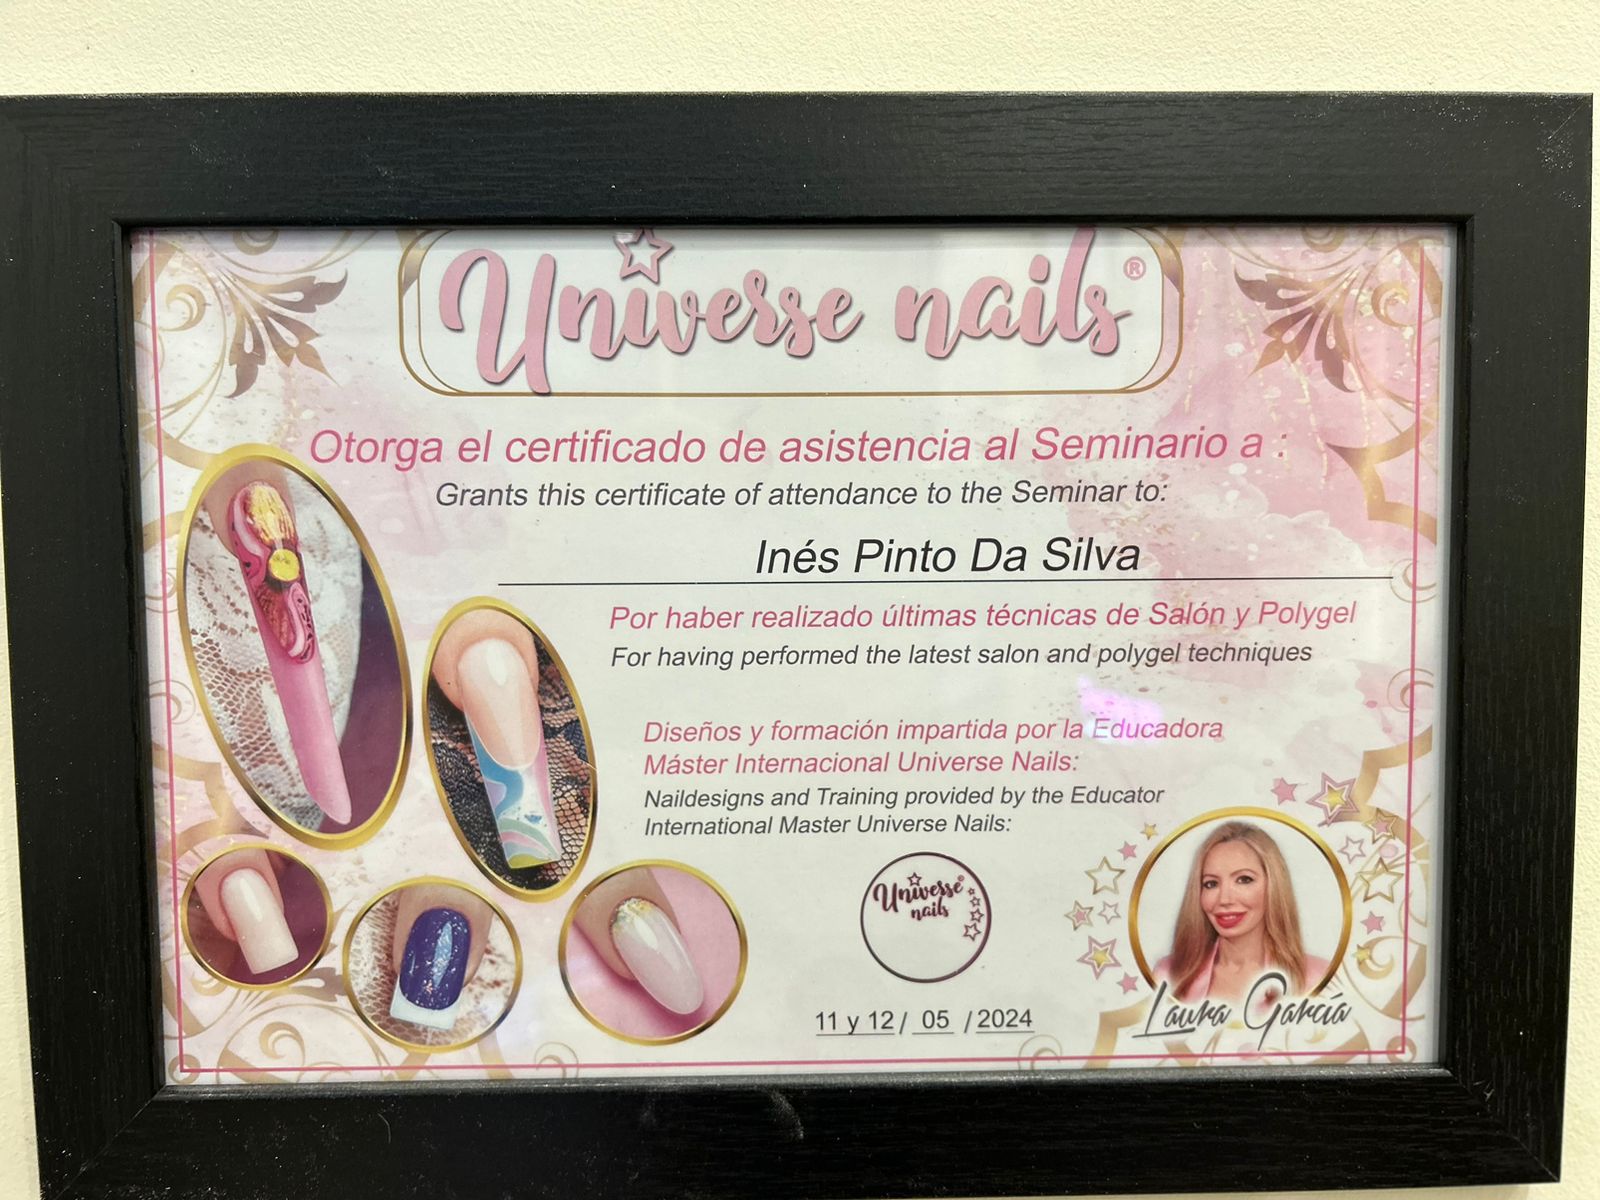 Universe nails®
Otorga el certificado de asistencia al Seminario a :
Grants this certificate of attendance to the Seminar to:
Inés Pinto Da Silva
Por haber realizado últimas técnicas de Salón y Polygel
For having performed the latest salon and polygel techniques
Diseños y formación impartida por la Educadora
Máster Internacional Universe Nails:
Naildesigns and Training provided by the Educator
International Master Universe Nails:
Universe®
nails
11 y 12 / 05 / 2024
Laura García